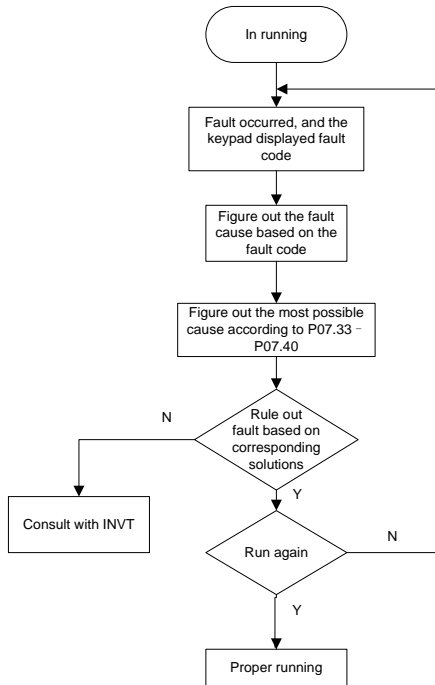 In running
Fault occurred, and the
keypad displayed fault
code
Figure out the fault
cause based on the
fault code
Figure out the most possible
cause according to P07.33－
P07.40
N
Rule out
fault based on
corresponding
solutions
Y
Consult with INVT
Run again
N
Y
Proper running